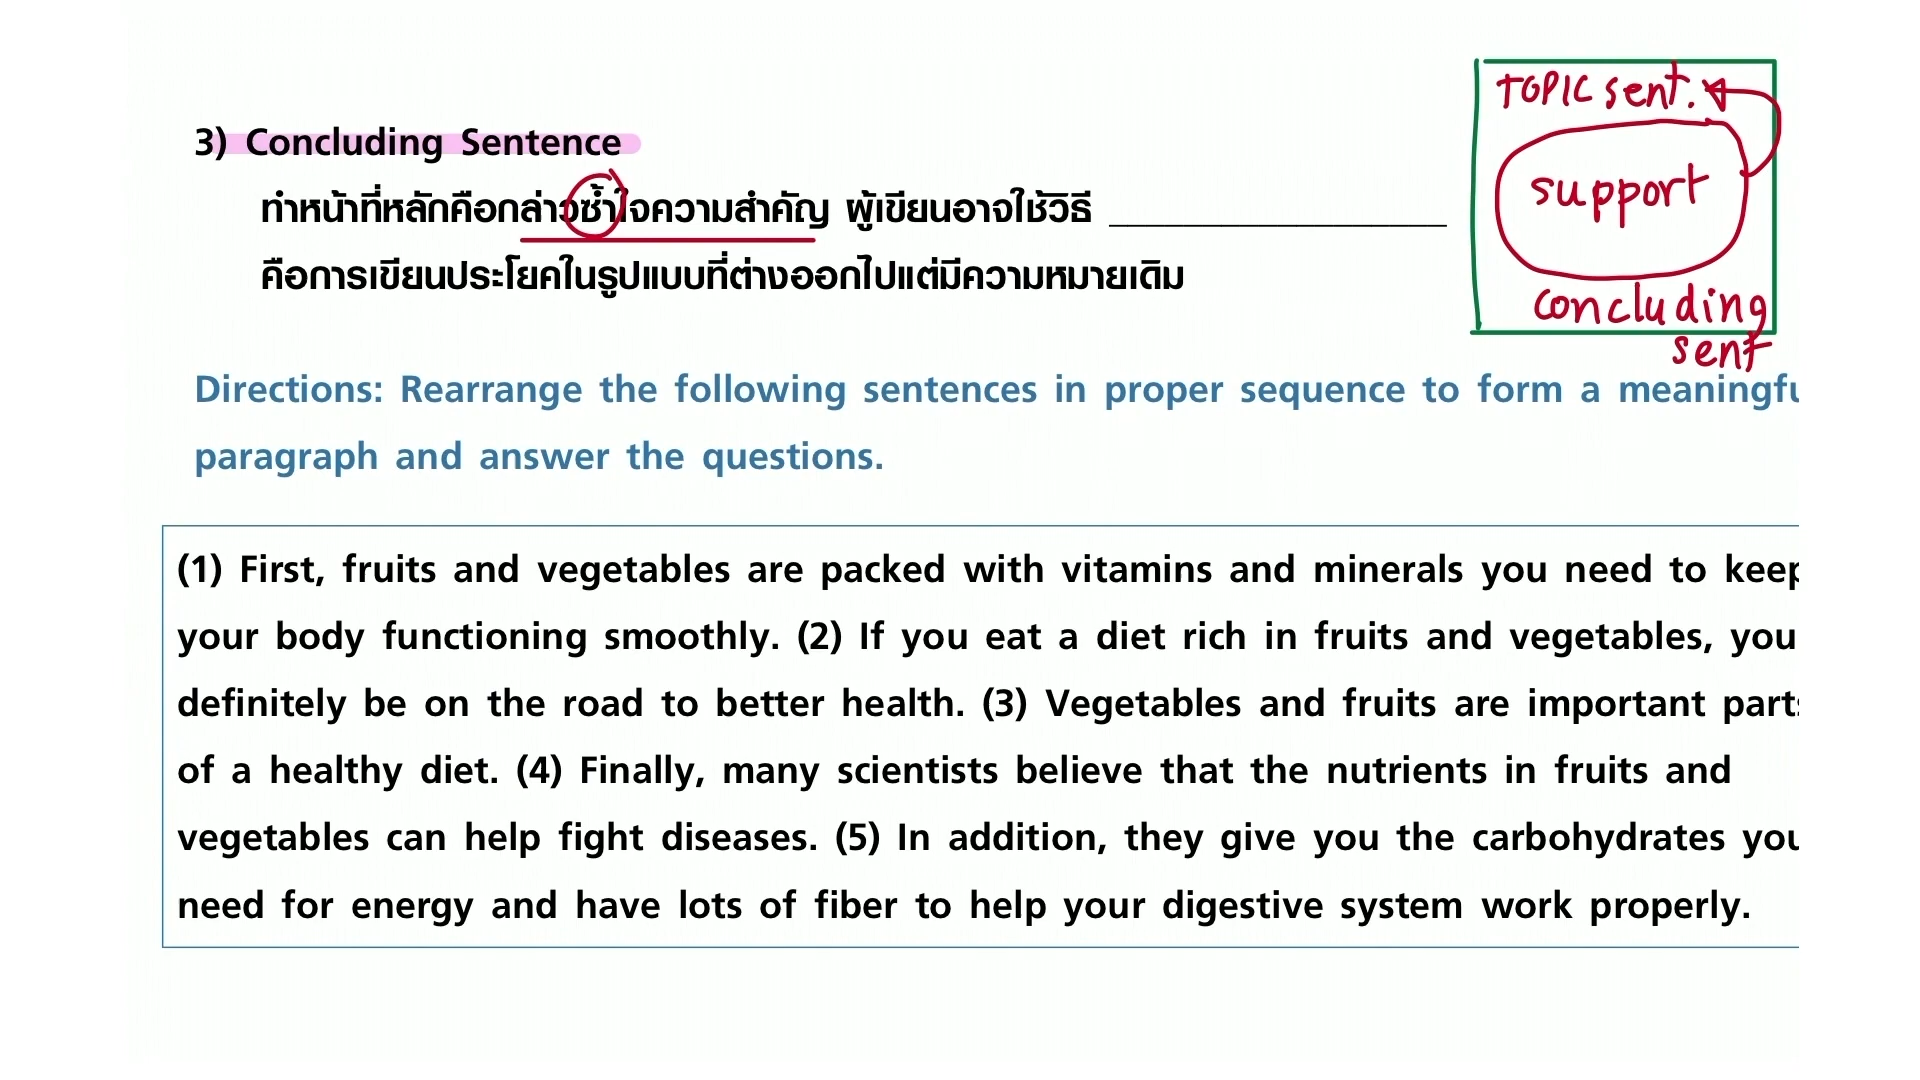 TOPIC sent.
support
concluding
sent
3) Concluding Sentence
ทำหน้าที่หลักคือกล่าวซ้ำใจความสำคัญ ผู้เขียนอาจใช้วิธี __________________
คือการเขียนประโยคในรูปแบบที่ต่างออกไปแต่มีความหมายเดิม
Directions: Rearrange the following sentences in proper sequence to form a meaningfu
paragraph and answer the questions.
(1) First, fruits and vegetables are packed with vitamins and minerals you need to keep
your body functioning smoothly. (2) If you eat a diet rich in fruits and vegetables, you
definitely be on the road to better health. (3) Vegetables and fruits are important parts
of a healthy diet. (4) Finally, many scientists believe that the nutrients in fruits and
vegetables can help fight diseases. (5) In addition, they give you the carbohydrates you
need for energy and have lots of fiber to help your digestive system work properly.